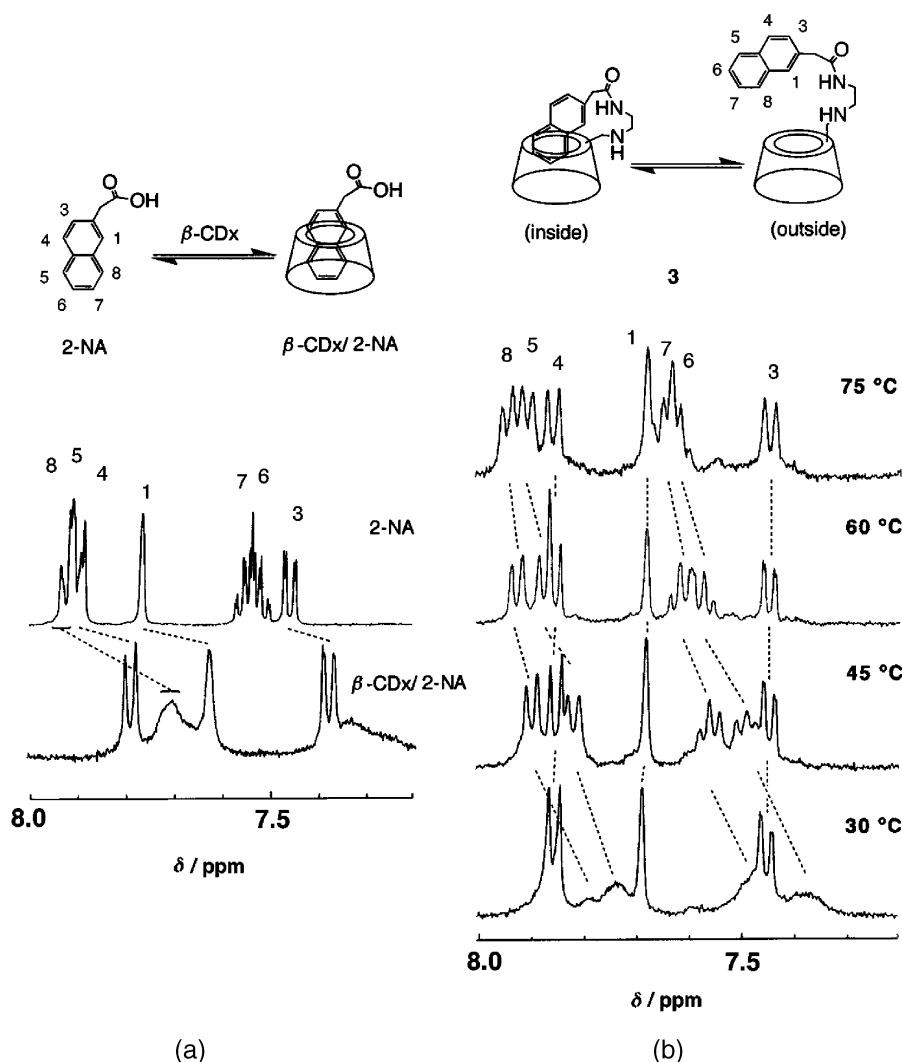 O
OH
3
4
1
5
8
6
7
2-NA
β-CDx
O
OH
β-CDx/ 2-NA
8
5
4
1
7
6
3
2-NA
β-CDx/ 2-NA
8.0
7.5
δ / ppm
(a)
O
HN
N
H
(inside)
4
3
5
6
1
7
8
O
NH
HN
(outside)
3
8
5
4
1
7
6
3
75 °C
60 °C
45 °C
30 °C
8.0
7.5
δ / ppm
(b)